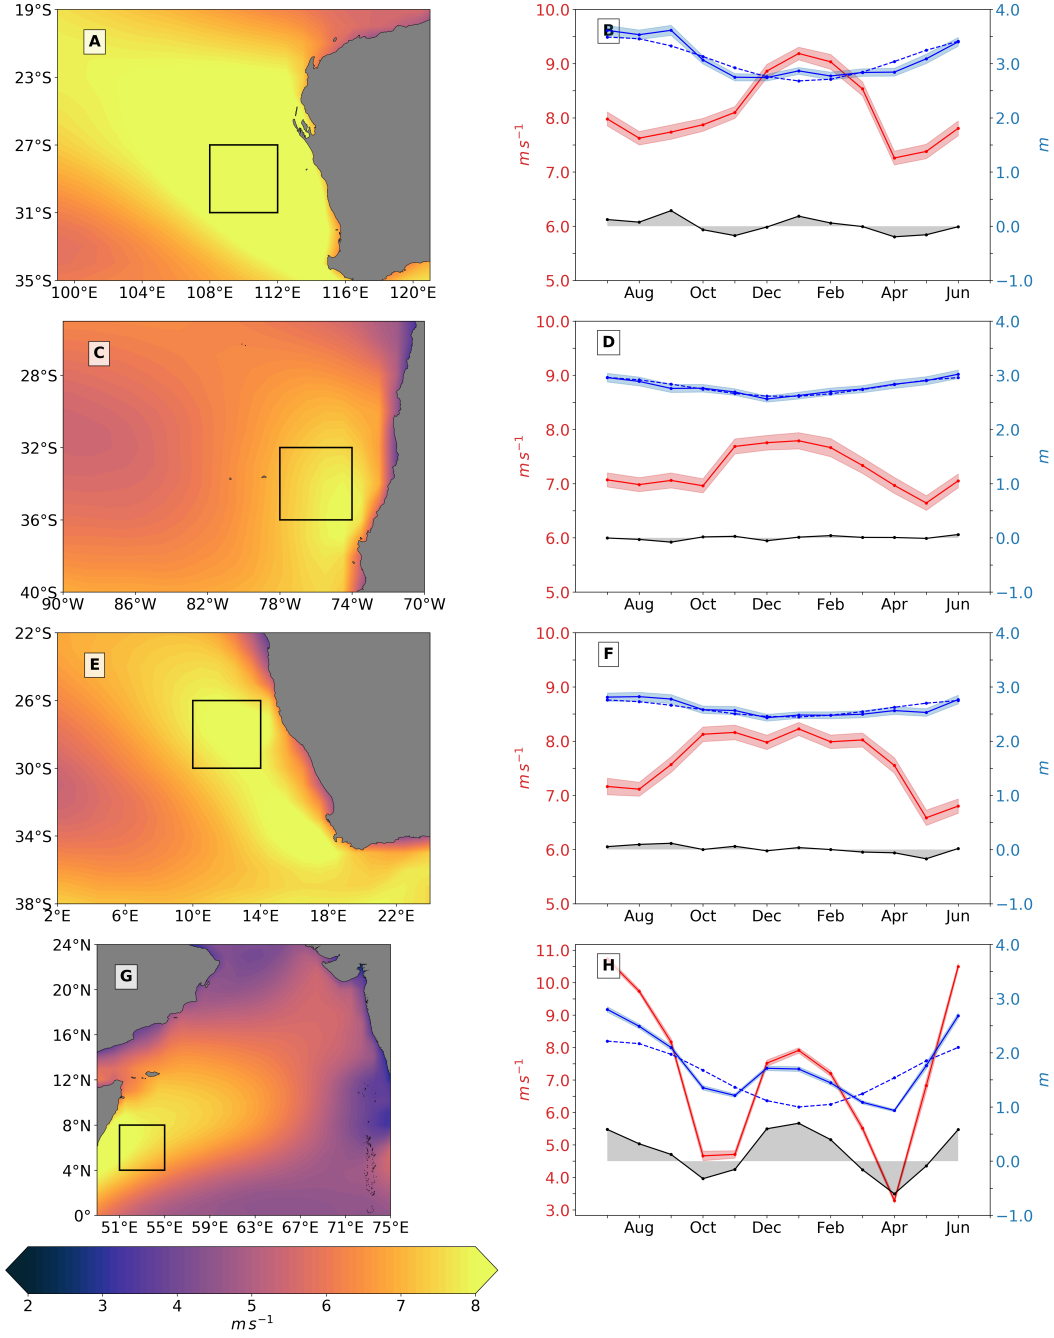 A
19°S
23°S
27°S
31°S
35°S
100°E 104°E 108°E 112°E 116°E 120°E
B
10.0
9.0
8.0
7.0
6.0
5.0
m s⁻¹
4.0
3.0
2.0
1.0
0.0
−1.0
m
Aug Oct Dec Feb Apr Jun
C
28°S
32°S
36°S
40°S
90°W 86°W 82°W 78°W 74°W 70°W
D
10.0
9.0
8.0
7.0
6.0
5.0
m s⁻¹
4.0
3.0
2.0
1.0
0.0
−1.0
m
Aug Oct Dec Feb Apr Jun
E
22°S
26°S
30°S
34°S
38°S
2°E 6°E 10°E 14°E 18°E 22°E
F
10.0
9.0
8.0
7.0
6.0
5.0
m s⁻¹
4.0
3.0
2.0
1.0
0.0
−1.0
m
Aug Oct Dec Feb Apr Jun
G
24°N
20°N
16°N
12°N
8°N
4°N
0°
51°E 55°E 59°E 63°E 67°E 71°E 75°E
H
11.0
10.0
9.0
8.0
7.0
6.0
5.0
4.0
3.0
m s⁻¹
4.0
3.0
2.0
1.0
0.0
−1.0
m
Aug Oct Dec Feb Apr Jun
2 3 4 5 6 7 8
m s⁻¹